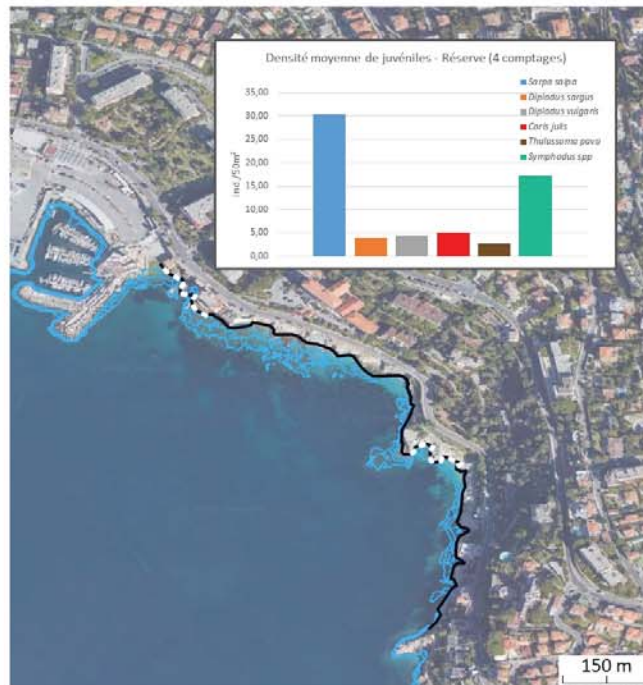 Densité moyenne de juvéniles - Réserve (4 comptages)
Sarpa salpa
Diplodus sargus
Diplodus vulgaris
Coris julis
Thalassoma pavo
Symphodus spp
ind./50m²
35,00
30,00
25,00
20,00
15,00
10,00
5,00
0,00
150 m